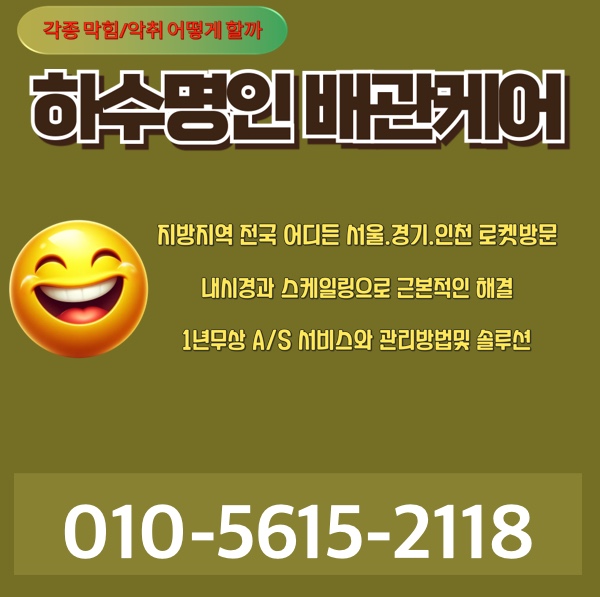 각종 막힘/악취 어떻게 할까
하수명인 배관케어
지방지역 전국 어디든 서울.경기.인천 로켓방문
내시경과 스케일링으로 근본적인 해결
1년무상 A/S 서비스와 관리방법및 솔루션
010-5615-2118